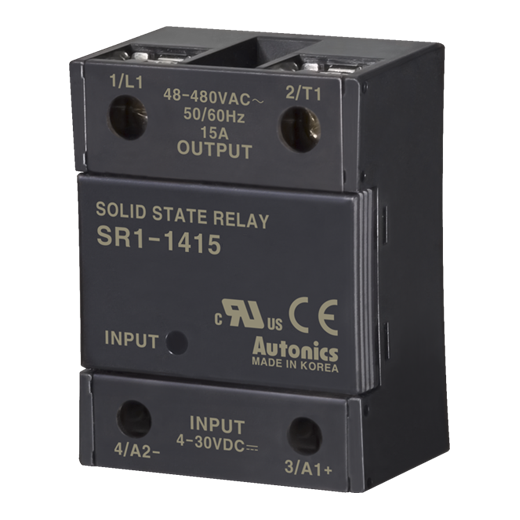 1/L1 48-480VAC~ 2/T1
50/60Hz
15A
OUTPUT
SOLID STATE RELAY
SR1-1415
INPUT c RU US CE
Autonics
MADE IN KOREA
INPUT
4-30VDC⎓
4/A2- 3/A1+